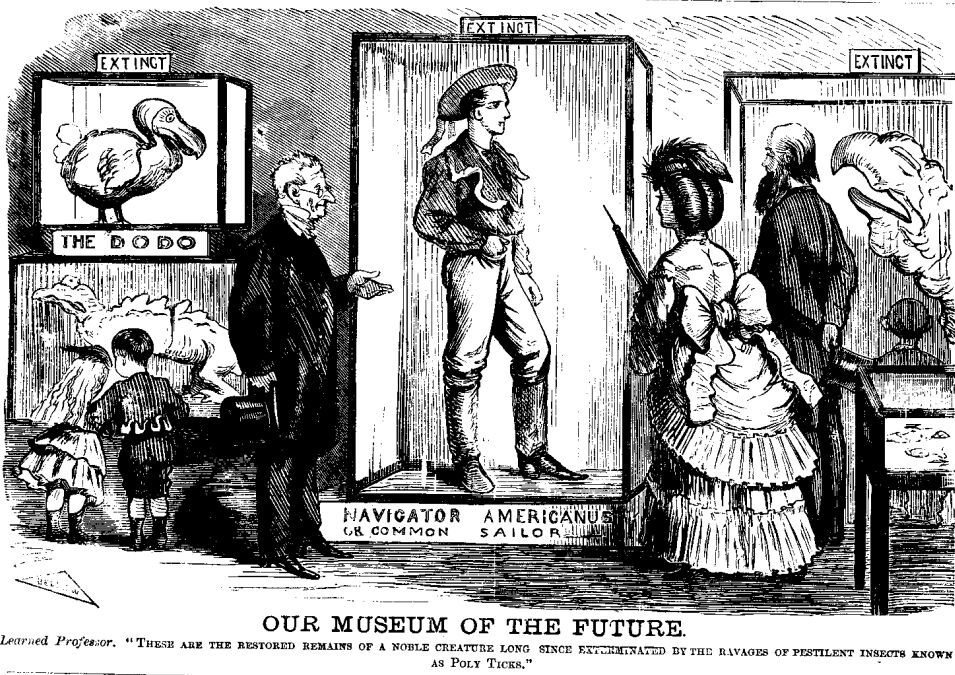 EXTINCT
EXTINCT
EXTINCT
THE DODO
NAVIGATOR AMERICANUS
OR COMMON SAILOR
OUR MUSEUM OF THE FUTURE.
Learned Professor. "THESE ARE THE RESTORED REMAINS OF A NOBLE CREATURE LONG SINCE EXTERMINATED BY THE RAVAGES OF PESTILENT INSECTS KNOWN
AS POLY TICKS."